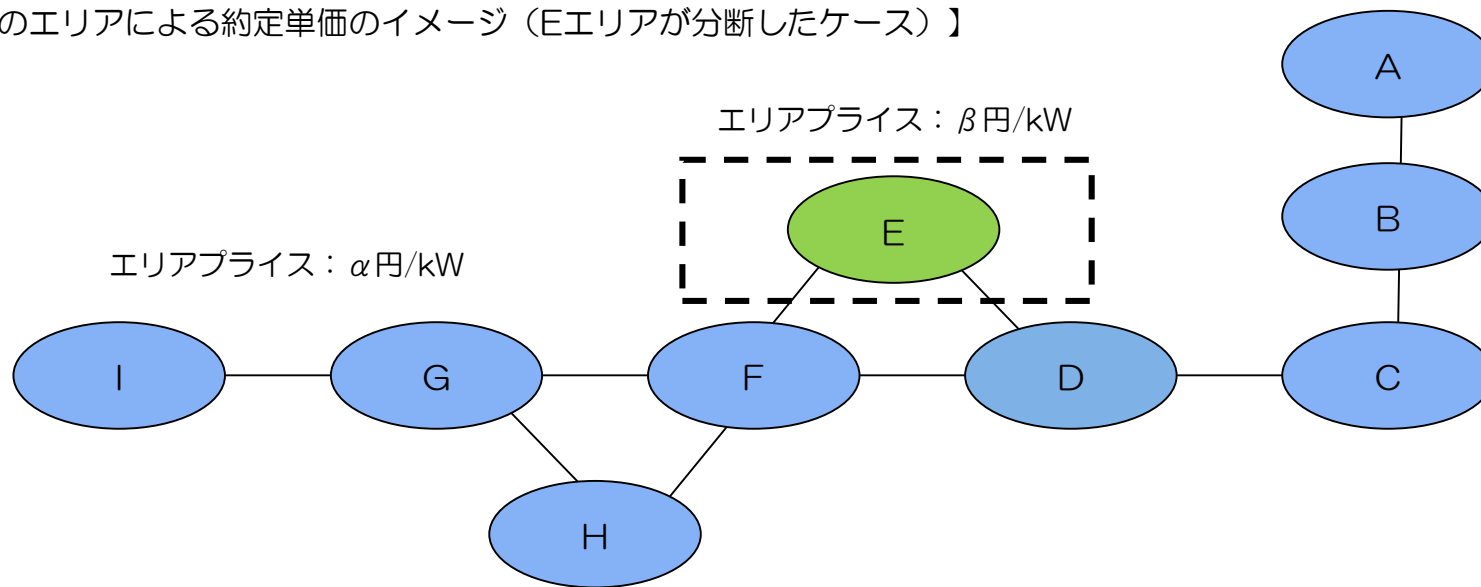 のエリアによる約定単価のイメージ（Eエリアが分断したケース）】
A
エリアプライス：β円/kW
B
E
エリアプライス：α円/kW
I
G
F
D
C
H